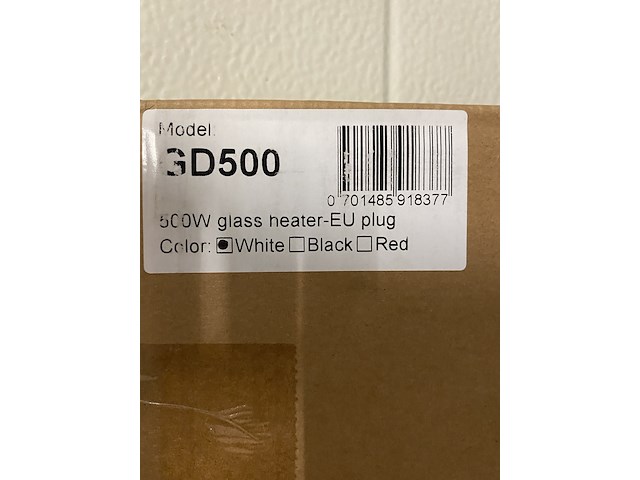 Model:
GD500
0 701485 918377
500W glass heater-EU plug
Color: White Black Red